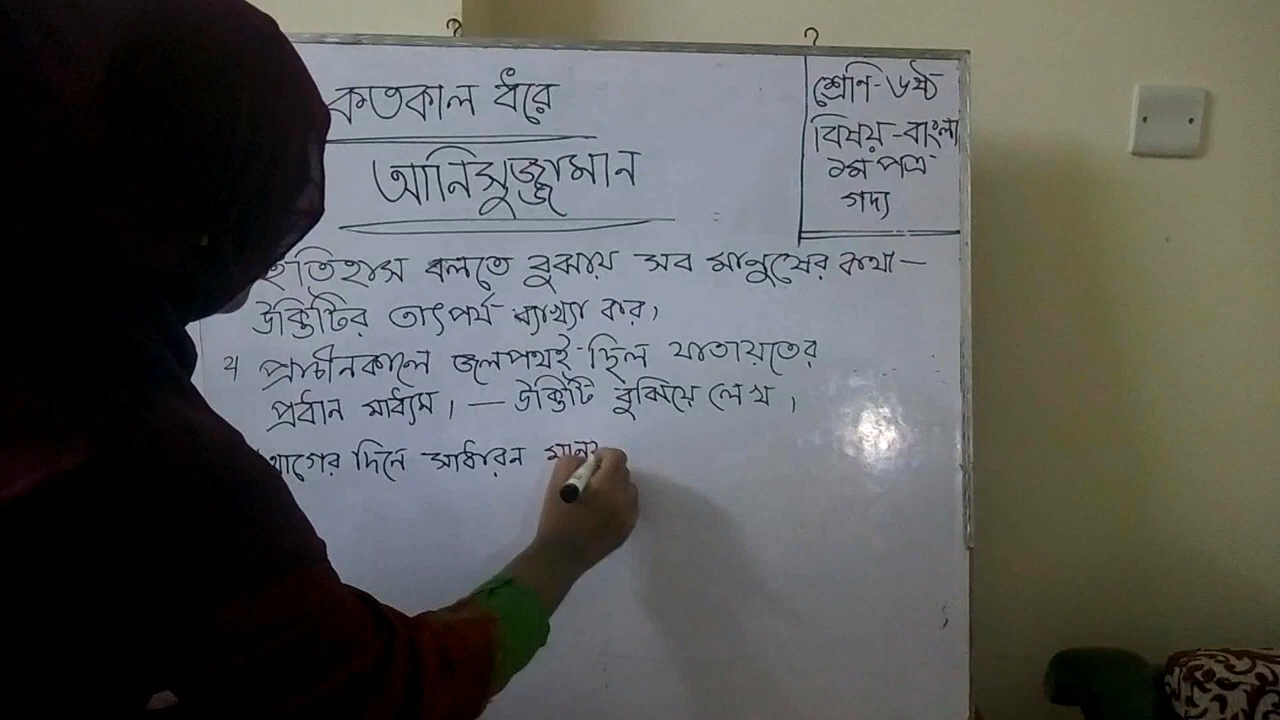 কতকাল ধরে
আনিসুজ্জামান
শ্রেণি-৬ষ্ঠ
বিষয়-বাংলা
১ম পত্র
গদ্য
ইতিহাস বলতে বুঝায় সব মানুষের কথা —
উক্তিটির তাৎপর্য ব্যাখ্যা কর।
২। প্রাচীনকালে জলপথই ছিল যাতায়তের
প্রধান মাধ্যম। — উক্তিটি বুঝিয়ে লেখ।
আগের দিনে সাধারন